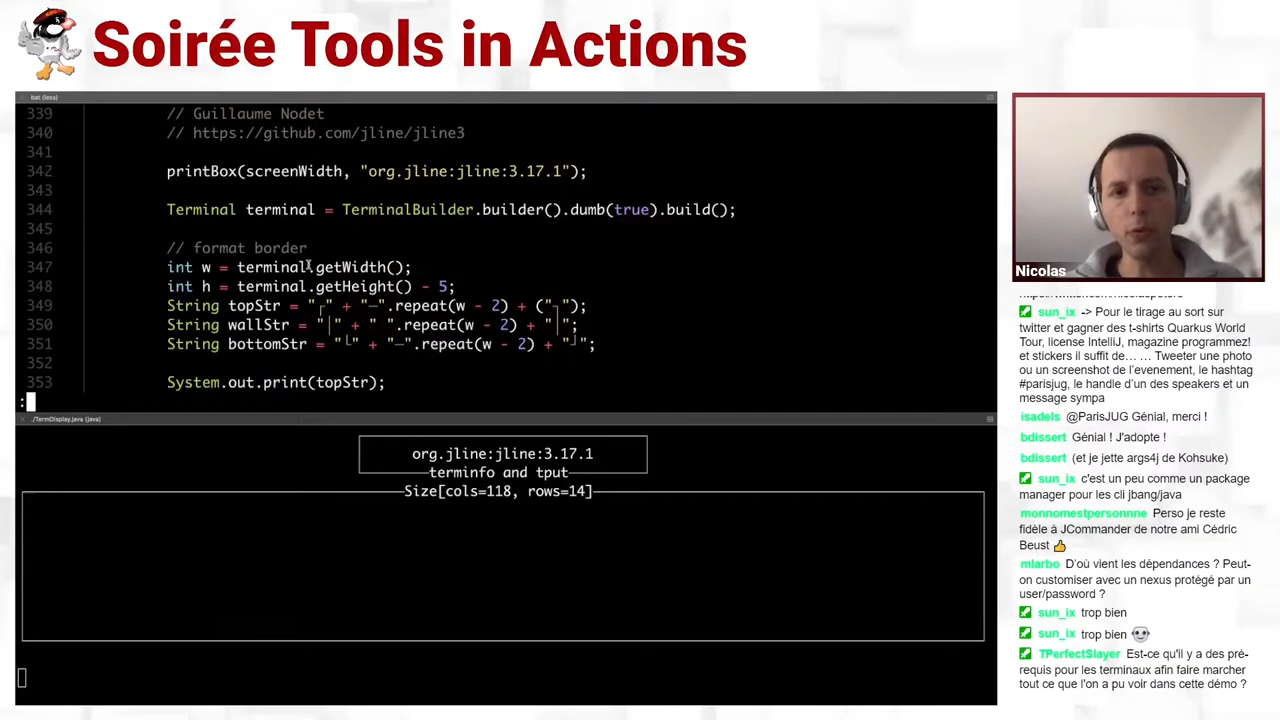 Soirée Tools in Actions
bat (less)
339 // Guillaume Nodet
340 // https://github.com/jline/jline3
341
342 printBox(screenWidth, "org.jline:jline:3.17.1");
343
344 Terminal terminal = TerminalBuilder.builder().dumb(true).build();
345
346 // format border
347 int w = terminal.getWidth();
348 int h = terminal.getHeight() - 5;
349 String topStr = "┌" + "─".repeat(w - 2) + ("┐");
350 String wallStr = "│" + " ".repeat(w - 2) + "│";
351 String bottomStr = "└" + "─".repeat(w - 2) + "┘";
352
353 System.out.print(topStr);
:
./TermDisplay.java (java)
org.jline:jline:3.17.1
terminfo and tput
Size[cols=118, rows=14]
Nicolas
sun_ix -> Pour le tirage au sort sur
twitter et gagner des t-shirts Quarkus World
Tour, license IntelliJ, magazine programmez!
et stickers il suffit de… … Tweeter une photo
ou un screenshot de l'evenement, le hashtag
#parisjug, le handle d'un des speakers et un
message sympa
isadels @ParisJUG Génial, merci !
bdissert Génial ! J'adopte !
bdissert (et je jette args4j de Kohsuke)
sun_ix c'est un peu comme un package
manager pour les cli jbang/java
monnomestpersonnne Perso je reste
fidèle à JCommander de notre ami Cédric
Beust 👍
mlarbo D'où vient les dépendances ? Peut-
on customiser avec un nexus protégé par un
user/password ?
sun_ix trop bien
sun_ix trop bien
TPerfectSlayer Est-ce qu'il y a des pré-
requis pour les terminaux afin faire marcher
tout ce que l'on a pu voir dans cette démo ?